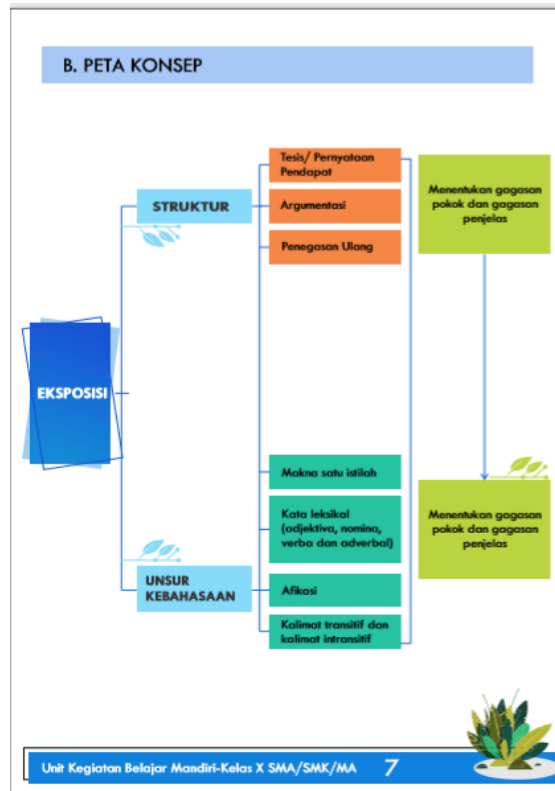 B. PETA KONSEP
EKSPOSISI
STRUKTUR
Tesis/ Pernyataan
Pendapat
Argumentasi
Penegasan Ulang
UNSUR
KEBAHASAAN
Makna satu istilah
Kata leksikal
(adjektiva, nomina,
verba dan adverbal)
Afikasi
Kalimat transitif dan
kalimat intransitif
Menentukan gagasan
pokok dan gagasan
penjelas
Menentukan gagasan
pokok dan gagasan
penjelas
Unit Kegiatan Belajar Mandiri-Kelas X SMA/SMK/MA 7